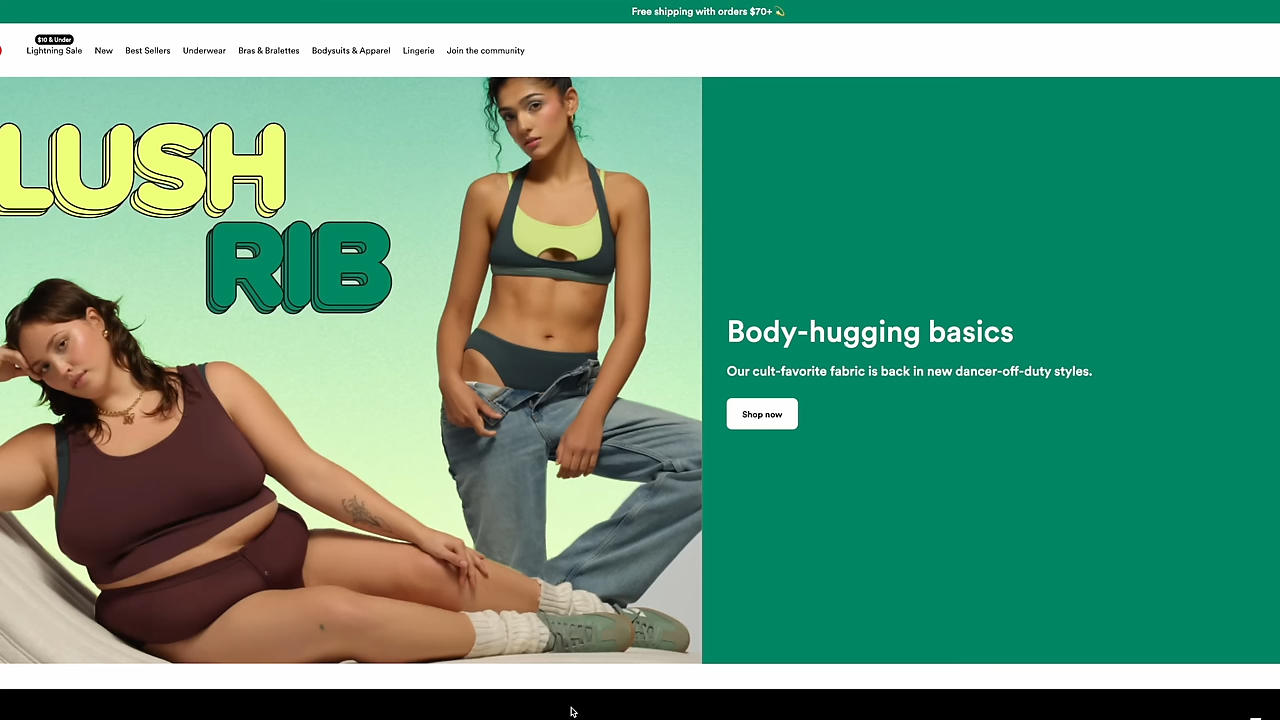 Free shipping with orders $70+
$10 & Under
Lightning Sale New Best Sellers Underwear Bras & Bralettes Bodysuits & Apparel Lingerie Join the community
LUSH
RIB
Body-hugging basics
Our cult-favorite fabric is back in new dancer-off-duty styles.
Shop now